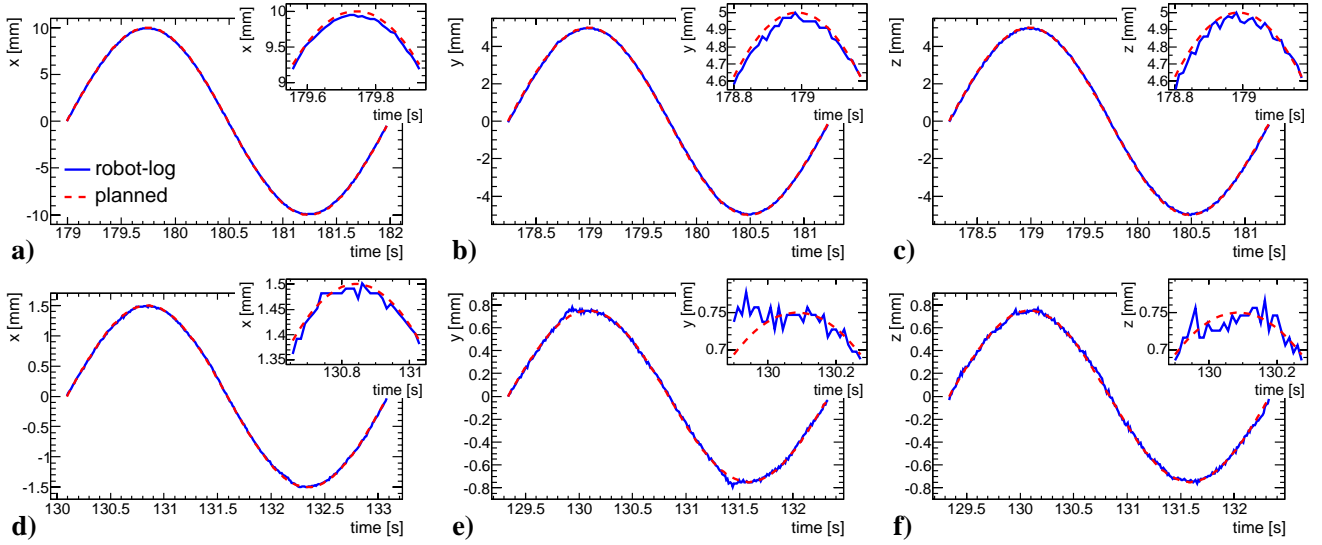 x [mm]
10
5
0
-5
-10
179 179.5 180 180.5 181 181.5 182
time [s]
robot-log
planned
x [mm]
10
9.5
9
179.6 179.8
time [s]
a)
y [mm]
4
2
0
-2
-4
178.5 179 179.5 180 180.5 181
time [s]
y [mm]
5
4.9
4.8
4.7
4.6
178.8 179
time [s]
b)
z [mm]
4
2
0
-2
-4
178.5 179 179.5 180 180.5 181
time [s]
z [mm]
5
4.9
4.8
4.7
4.6
178.8 179
time [s]
c)
x [mm]
1.5
1
0.5
0
-0.5
-1
-1.5
130 130.5 131 131.5 132 132.5 133
time [s]
x [mm]
1.5
1.45
1.4
1.35
130.8 131
time [s]
d)
y [mm]
0.8
0.6
0.4
0.2
0
-0.2
-0.4
-0.6
-0.8
129.5 130 130.5 131 131.5 132
time [s]
y [mm]
0.75
0.7
130 130.2
time [s]
e)
z [mm]
0.8
0.6
0.4
0.2
0
-0.2
-0.4
-0.6
-0.8
129.5 130 130.5 131 131.5 132
time [s]
z [mm]
0.75
0.7
130 130.2
time [s]
f)